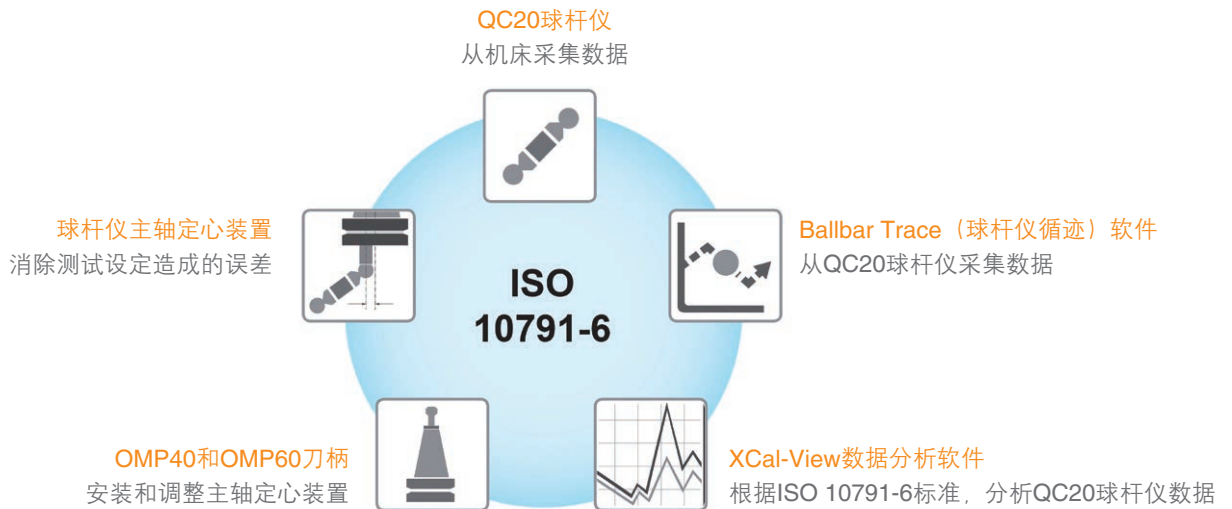 QC20球杆仪
从机床采集数据
球杆仪主轴定心装置
消除测试设定造成的误差
Ballbar Trace（球杆仪循迹）软件
从QC20球杆仪采集数据
ISO
10791-6
OMP40和OMP60刀柄
安装和调整主轴定心装置
XCal-View数据分析软件
根据ISO 10791-6标准，分析QC20球杆仪数据